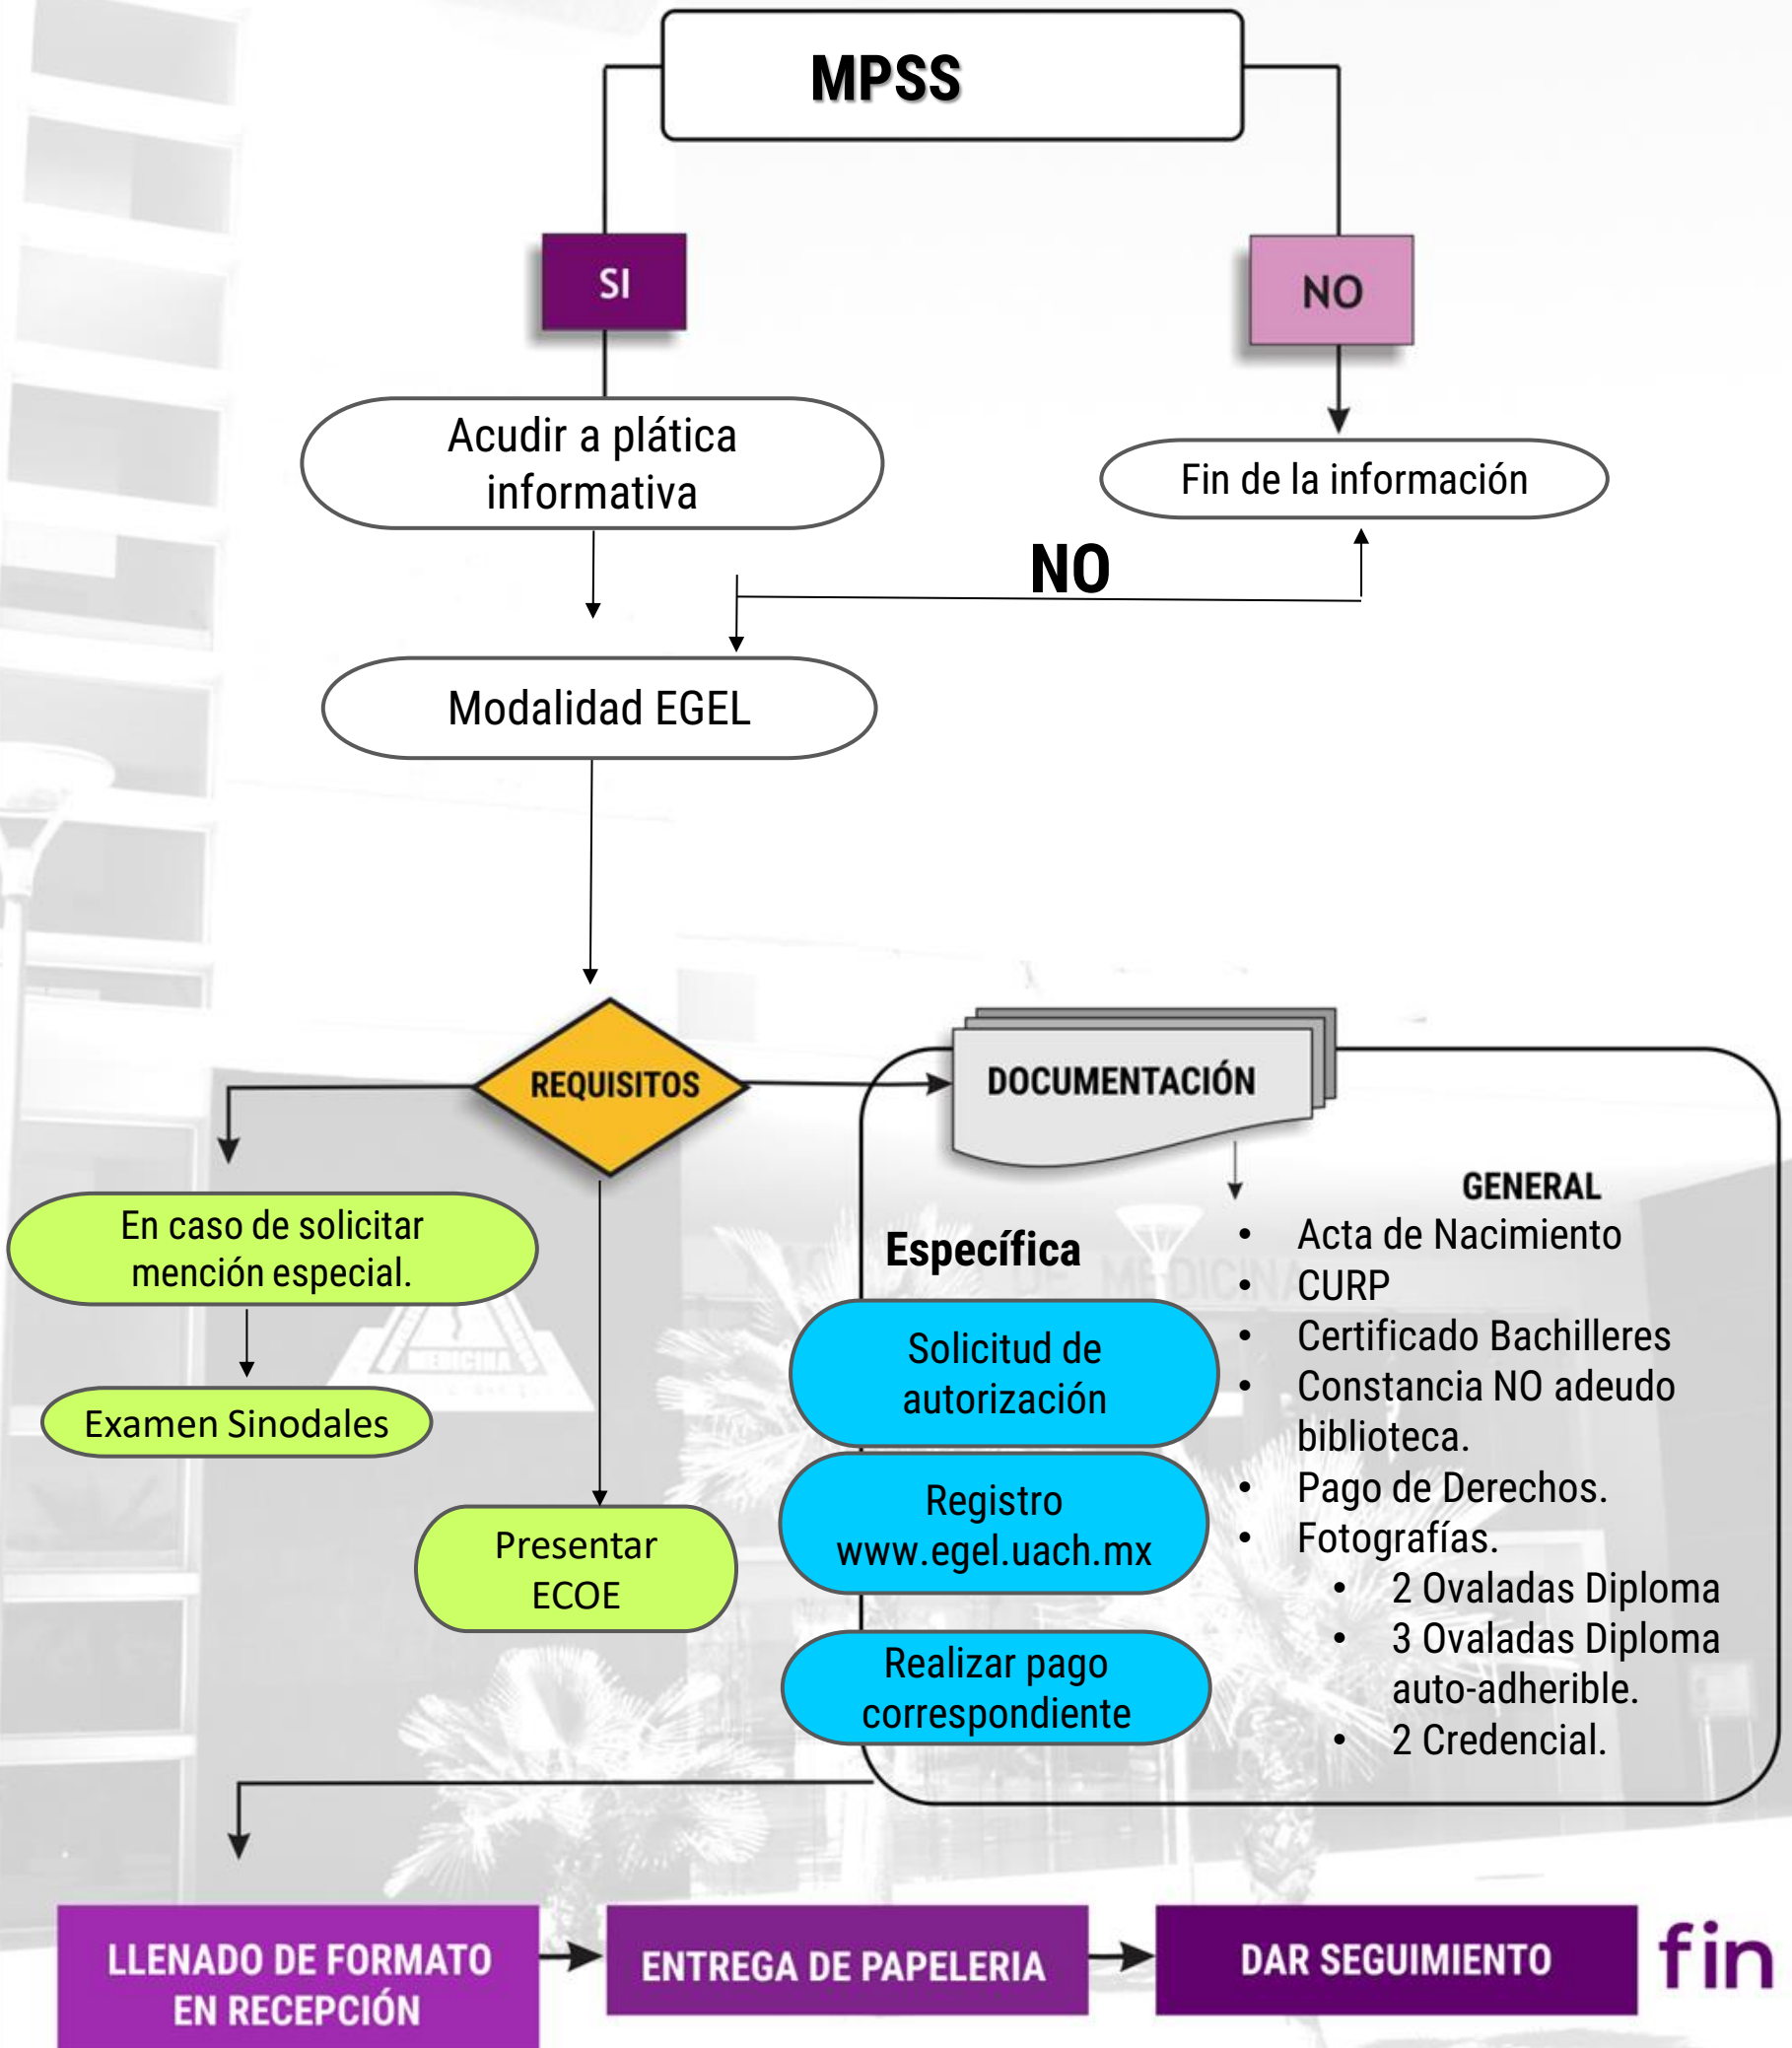 MPSS
SI
NO
Acudir a plática
informativa
Fin de la información
NO
Modalidad EGEL
REQUISITOS
DOCUMENTACIÓN
En caso de solicitar
mención especial.
Examen Sinodales
Presentar
ECOE
Específica
Solicitud de
autorización
Registro
www.egel.uach.mx
Realizar pago
correspondiente
GENERAL
• Acta de Nacimiento
• CURP
• Certificado Bachilleres
• Constancia NO adeudo
biblioteca.
• Pago de Derechos.
• Fotografías.
• 2 Ovaladas Diploma
• 3 Ovaladas Diploma
auto-adherible.
• 2 Credencial.
DE MEDICINA
MEDICINA
LLENADO DE FORMATO
EN RECEPCIÓN
ENTREGA DE PAPELERIA
DAR SEGUIMIENTO
fin